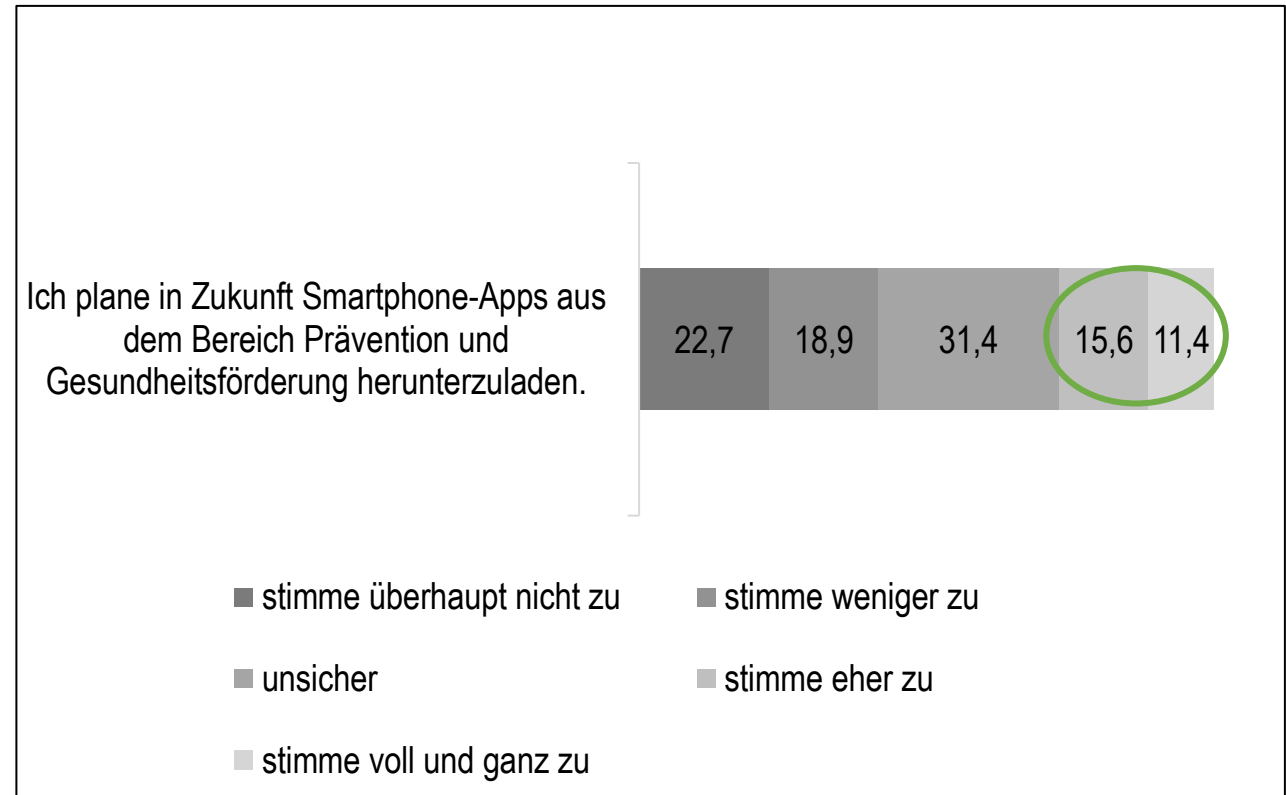 Ich plane in Zukunft Smartphone-Apps aus
dem Bereich Prävention und
Gesundheitsförderung herunterzuladen.
22,7 18,9 31,4 15,6 11,4
stimme überhaupt nicht zu stimme weniger zu
unsicher stimme eher zu
stimme voll und ganz zu